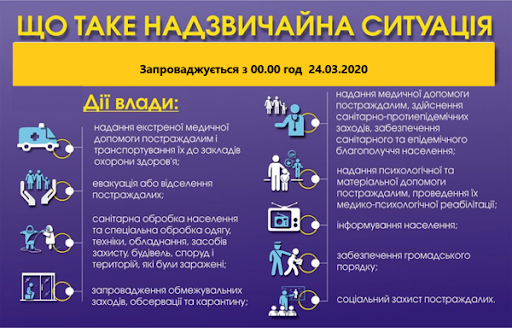 ЩО ТАКЕ НАДЗВИЧАЙНА СИТУАЦІЯ
Запроваджується з 00.00 год 24.03.2020
Дії влади:
надання екстреної медичної
допомоги постраждалим і
транспортування їх до закладів
охорони здоров'я;
евакуація або відселення
постраждалих;
санітарна обробка населення
та спеціальна обробка одягу,
техніки, обладнання, засобів
захисту, будівель, споруд і
територій, які були заражені;
запровадження обмежувальних
заходів, обсервації та карантину;
надання медичної допомоги
постраждалим, здійснення
санітарно-протиепідемічних
заходів, забезпечення
санітарного та епідемічного
благополуччя населення;
надання психологічної та
матеріальної допомоги
постраждалим, проведення їх
медико-психологічної реабілітації;
інформування населення;
забезпечення громадського
порядку;
соціальний захист постраждалих.